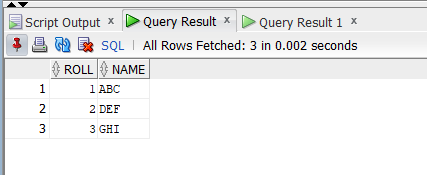 Script Output x Query Result x Query Result 1 x
SQL | All Rows Fetched: 3 in 0.002 seconds
ROLL NAME
1 1 ABC
2 2 DEF
3 3 GHI